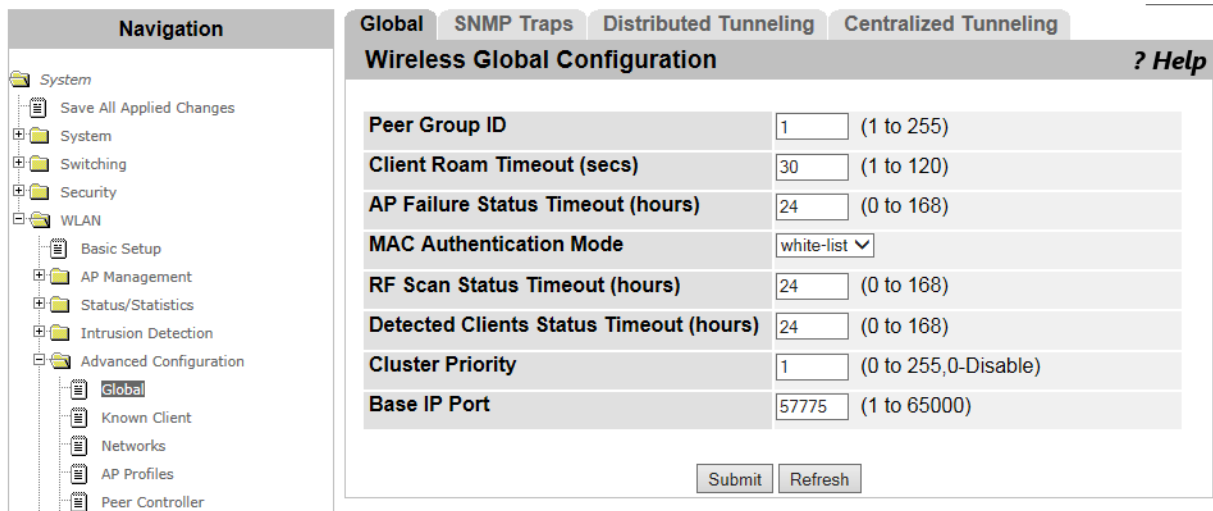 Navigation
System
Save All Applied Changes
System
Switching
Security
WLAN
Basic Setup
AP Management
Status/Statistics
Intrusion Detection
Advanced Configuration
Global
Known Client
Networks
AP Profiles
Peer Controller
Global SNMP Traps Distributed Tunneling Centralized Tunneling
Wireless Global Configuration ? Help
Peer Group ID 1 (1 to 255)
Client Roam Timeout (secs) 30 (1 to 120)
AP Failure Status Timeout (hours) 24 (0 to 168)
MAC Authentication Mode white-list
RF Scan Status Timeout (hours) 24 (0 to 168)
Detected Clients Status Timeout (hours) 24 (0 to 168)
Cluster Priority 1 (0 to 255,0-Disable)
Base IP Port 57775 (1 to 65000)
Submit Refresh